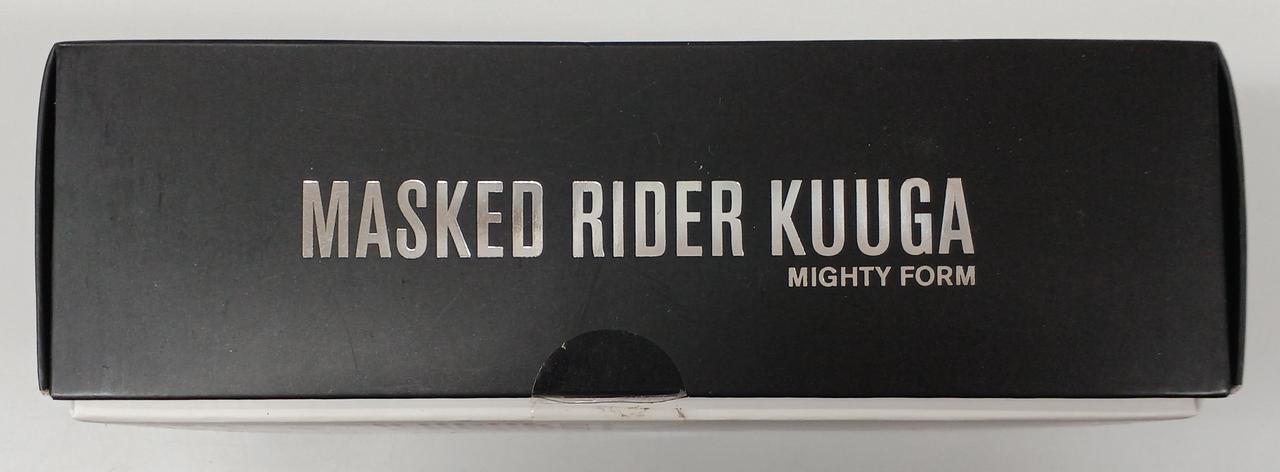 MASKED RIDER KUUGA
MIGHTY FORM